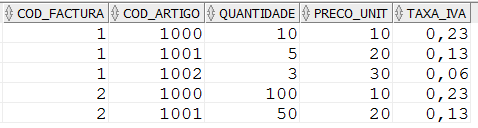 COD_FACTURA COD_ARTIGO QUANTIDADE PRECO_UNIT TAXA_IVA
1 1000 10 10 0,23
1 1001 5 20 0,13
1 1002 3 30 0,06
2 1000 100 10 0,23
2 1001 50 20 0,13